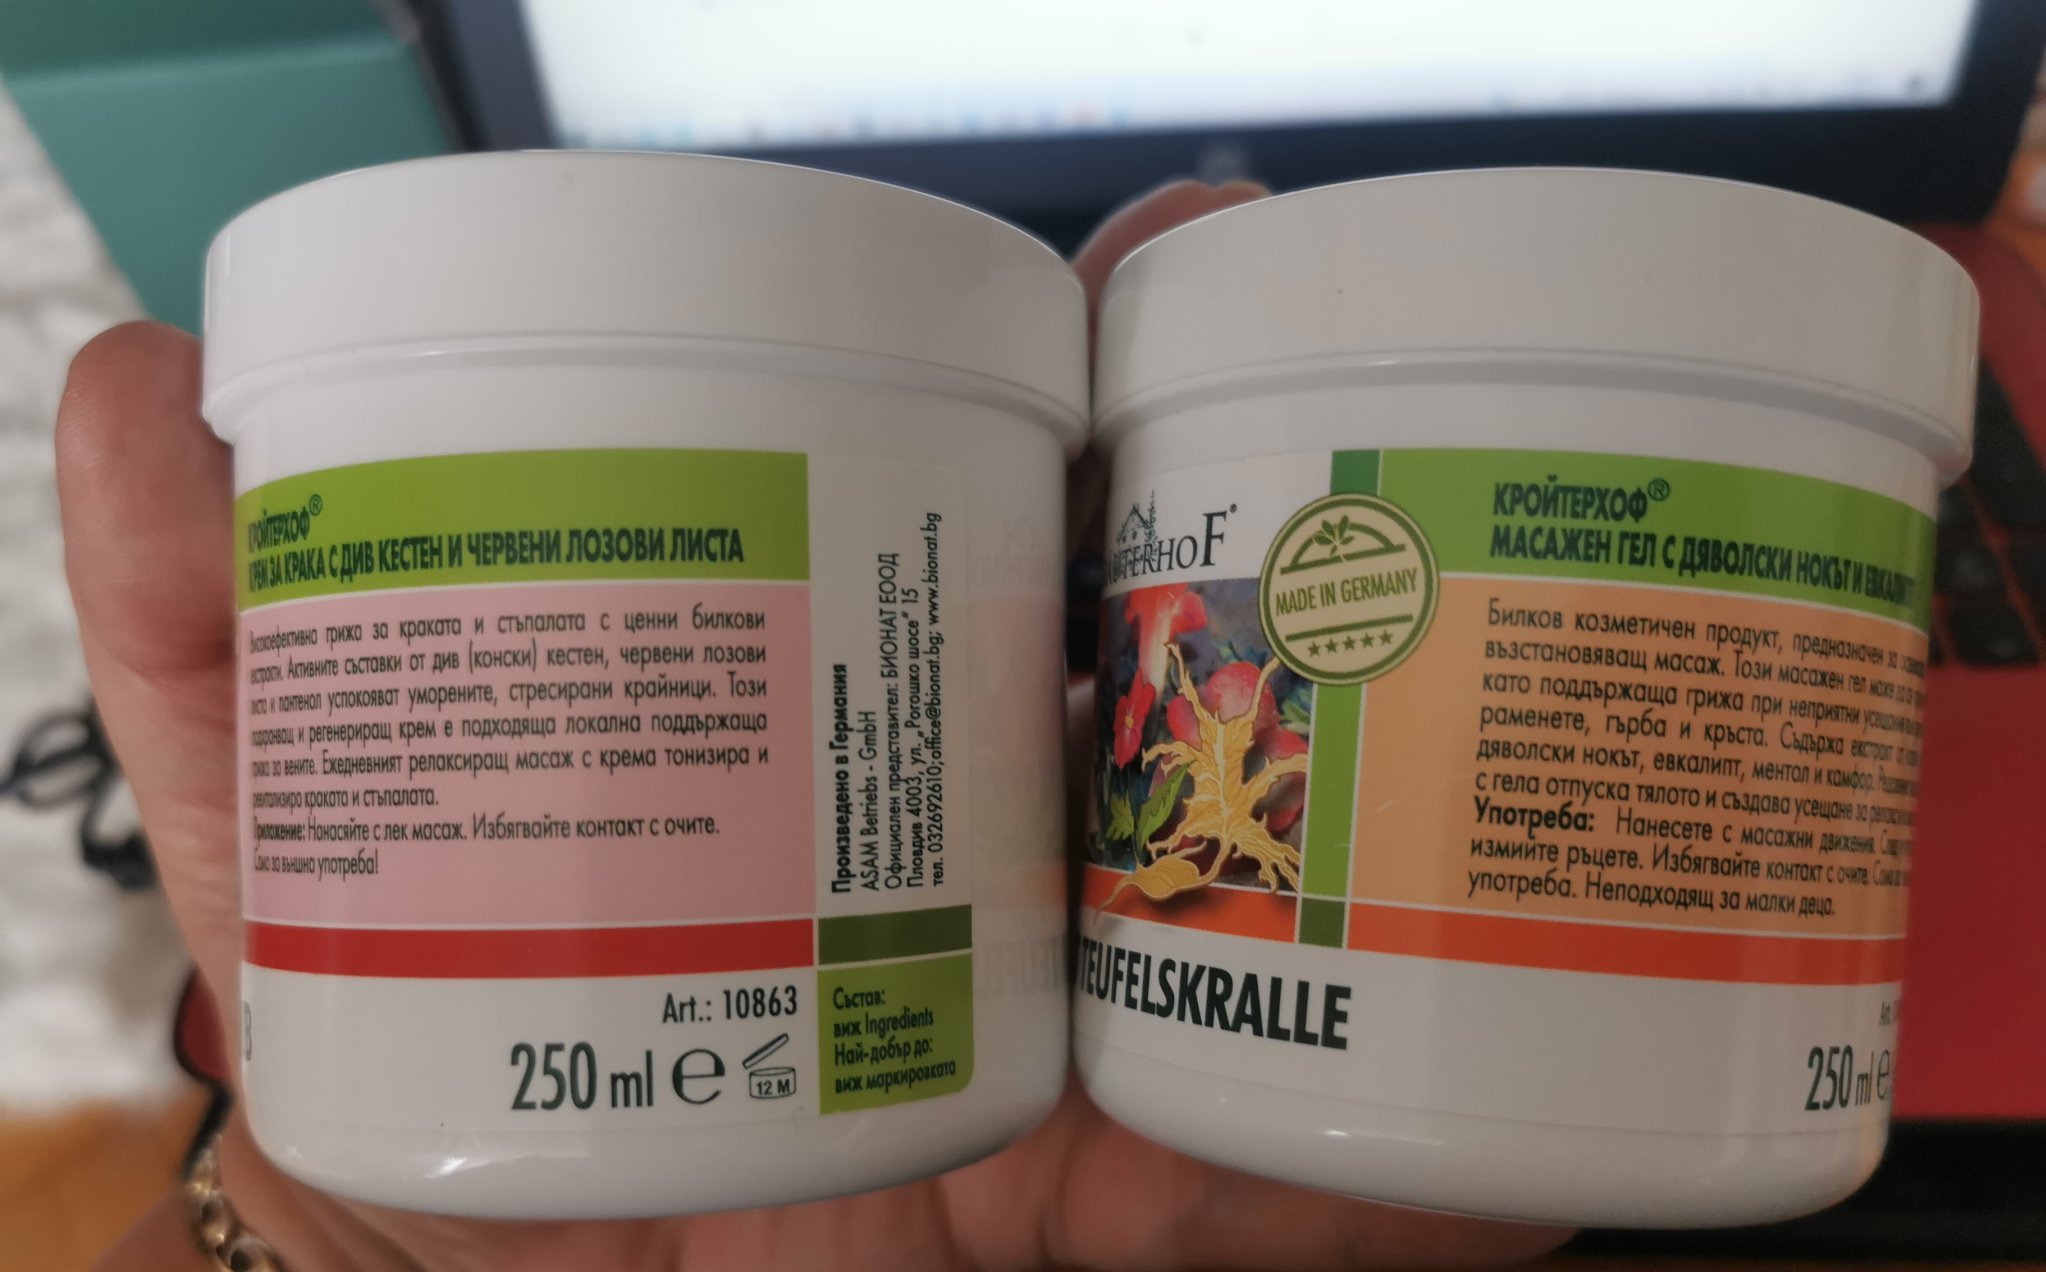 КРОЙТЕРХОФ®
КРЕМ ЗА КРАКА С ДИВ КЕСТЕН И ЧЕРВЕНИ ЛОЗОВИ ЛИСТА
Високоефективна грижа за краката и стъпалата с ценни билкови
екстракти. Активните съставки от див (конски) кестен, червени лозови
листа и пантенол успокояват уморените, стресирани крайници. Този
и регенериращ крем е подходяща локална поддържаща
грижа за вените. Ежедневният релаксиращ масаж с крема тонизира и
ревитализира краката и стъпалата.
Приложение: Нанасяйте с лек масаж. Избягвайте контакт с очите.
Само за външна употреба!
Art.: 10863
250 ml e
12 M
Произведено в Германия
ASAM Betriebs - GmbH
Официален представител: БИОНАТ ЕООД
Пловдив 4003, ул. „Рогошко шосе" 15
тел. 032692610;office@bionat.bg; www.bionat.bg
Състав:
виж Ingredients
Най-добър до:
виж маркировката
TERHOF®
MADE IN GERMANY
TEUFELSKRALLE
КРОЙТЕРХОФ®
МАСАЖЕН ГЕЛ С ДЯВОЛСКИ НОКЪТ И ЕВКАЛИПТ
Билков козметичен продукт, предназначен за
възстановяващ масаж. Този масажен гел може да се
като поддържаща грижа при неприятни усещания
раменете, гърба и кръста. Съдържа екстракт от
дяволски нокът, евкалипт, ментол и камфор.
с гела отпуска тялото и създава усещане за
Употреба: Нанесете с масажни движения. След
измийте ръцете. Избягвайте контакт с очите. Само за
употреба. Неподходящ за малки деца.
250 ml e